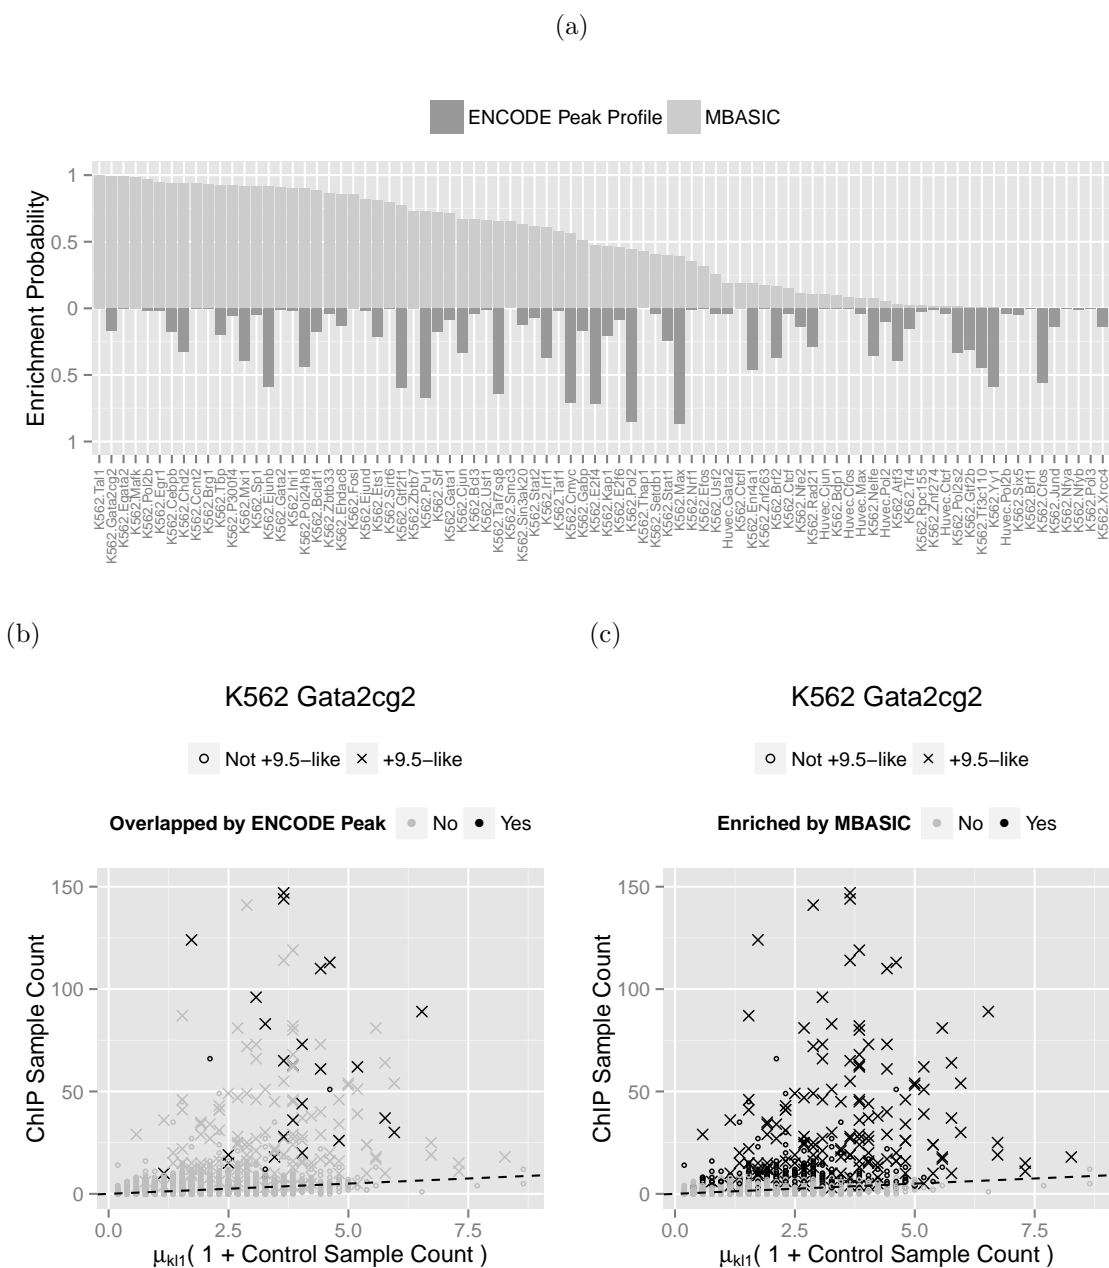 (a)
ENCODE Peak Profile MBASIC
Enrichment Probability
1
0.5
0
0.5
1
K562.Tal1
K562.Gata2cg2
K562.Egata2
K562.Mafk
K562.Pol2b
K562.Egr1
K562.Cebpb
K562.Chd2
K562.Ccnt2
K562.Brg1
K562.Tbp
K562.P300f4
K562.Mxi1
K562.Sp1
K562.Ejunb
K562.Gata2
K562.Ini1
K562.Pol24h8
K562.Bclaf1
K562.Zbtb33
K562.Ehdac8
K562.Fosl
K562.Ejund
K562.Ets1
K562.Sirt6
K562.Gtf2f1
K562.Zbtb7
K562.Pu1
K562.Srf
K562.Gata1
K562.Cjun
K562.Bcl3
K562.Usf1
K562.Taf7sq8
K562.Smc3
K562.Sin3ak20
K562.Stat2
K562.Irf1
K562.Taf1
K562.Cmyc
K562.Gabp
K562.E2f4
K562.Kap1
K562.E2f6
K562.Pol2
K562.Thap1
K562.Setdb1
K562.Stat1
K562.Max
K562.Nrf1
K562.Efos
K562.Usf2
Huvec.Gata2
K562.Ctcfl
K562.Enr4a1
K562.Znf263
K562.Brf2
K562.Ctcf
K562.Nfe2
K562.Rad21
Huvec.Cjun
K562.Bdp1
Huvec.Cfos
Huvec.Max
K562.Nelfe
Huvec.Pol2
K562.Atf3
K562.Tr4
K562.Rpc155
K562.Znf274
Huvec.Ctcf
K562.Pol2s2
K562.Gtf2b
K562.Tf3c110
K562.Yy1
Huvec.Pol2b
K562.Six5
K562.Brf1
K562.Cfos
K562.Jund
K562.Nfya
K562.Nfyb
K562.Pol3
K562.Xrcc4
(b)
K562 Gata2cg2
Not +9.5−like +9.5−like
Overlapped by ENCODE Peak No Yes
ChIP Sample Count
150
100
50
0
0.0 2.5 5.0 7.5
μkl1( 1 + Control Sample Count )
(c)
K562 Gata2cg2
Not +9.5−like +9.5−like
Enriched by MBASIC No Yes
ChIP Sample Count
150
100
50
0
0.0 2.5 5.0 7.5
μkl1( 1 + Control Sample Count )